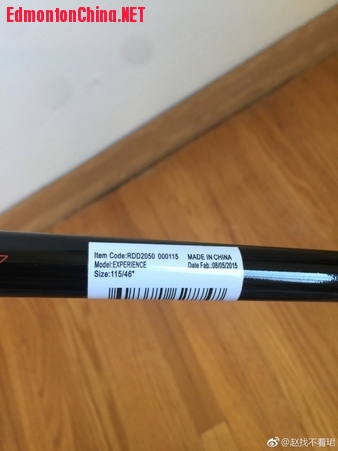 EdmontonChina.NET
Item Code:RDD2050 000115
Model:EXPERIENCE
Size:115/46"
MADE IN CHINA
Date Fab.:08/05/2015
@赵找不着珺